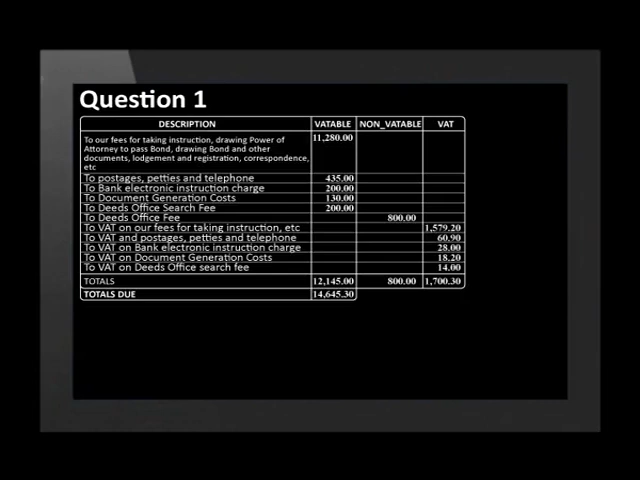 Question 1
DESCRIPTION VATABLE NON_VATABLE VAT
To our fees for taking instruction, drawing Power of 11,280.00
Attorney to pass Bond, drawing Bond and other
documents, lodgement and registration, correspondence,
etc
To postages, petties and telephone 435.00
To Bank electronic instruction charge 200.00
To Document Generation Costs 130.00
To Deeds Office Search Fee 200.00
To Deeds Office Fee 800.00
To VAT on our fees for taking instruction, etc 1,579.20
To VAT and postages, petties and telephone 60,90
To VAT on Bank electronic instruction charge 28.00
To VAT on Document Generation Costs 18.20
To VAT on Deeds Office search fee 14.00
TOTALS 12,145.00 800.00 1,700.30
TOTALS DUE 14,645.30